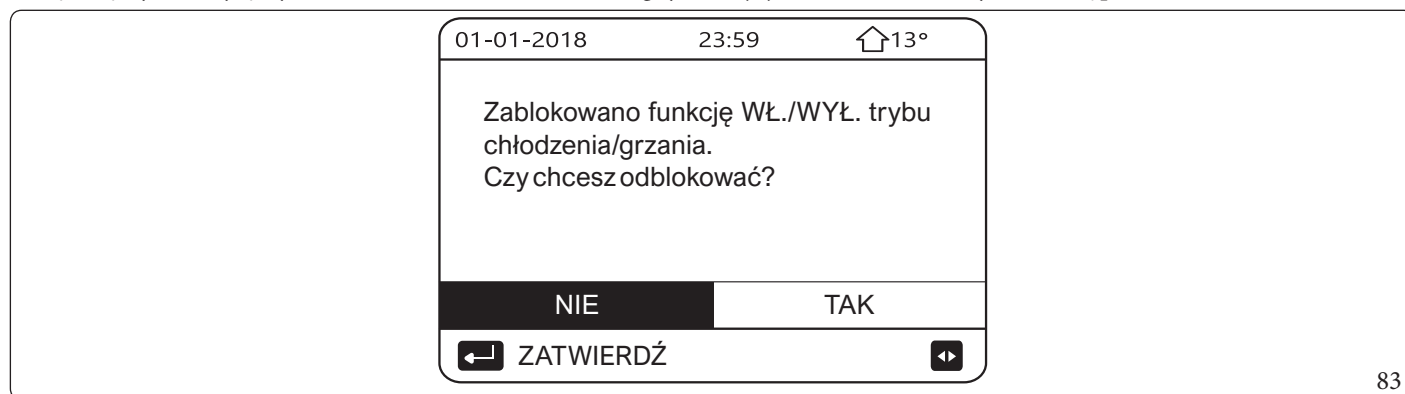 01-01-2018 23:59 13°
Zablokowano funkcję WŁ./WYŁ. trybu
chłodzenia/grzania.
Czy chcesz odblokować?
NIE TAK
ZATWIERDŹ
83